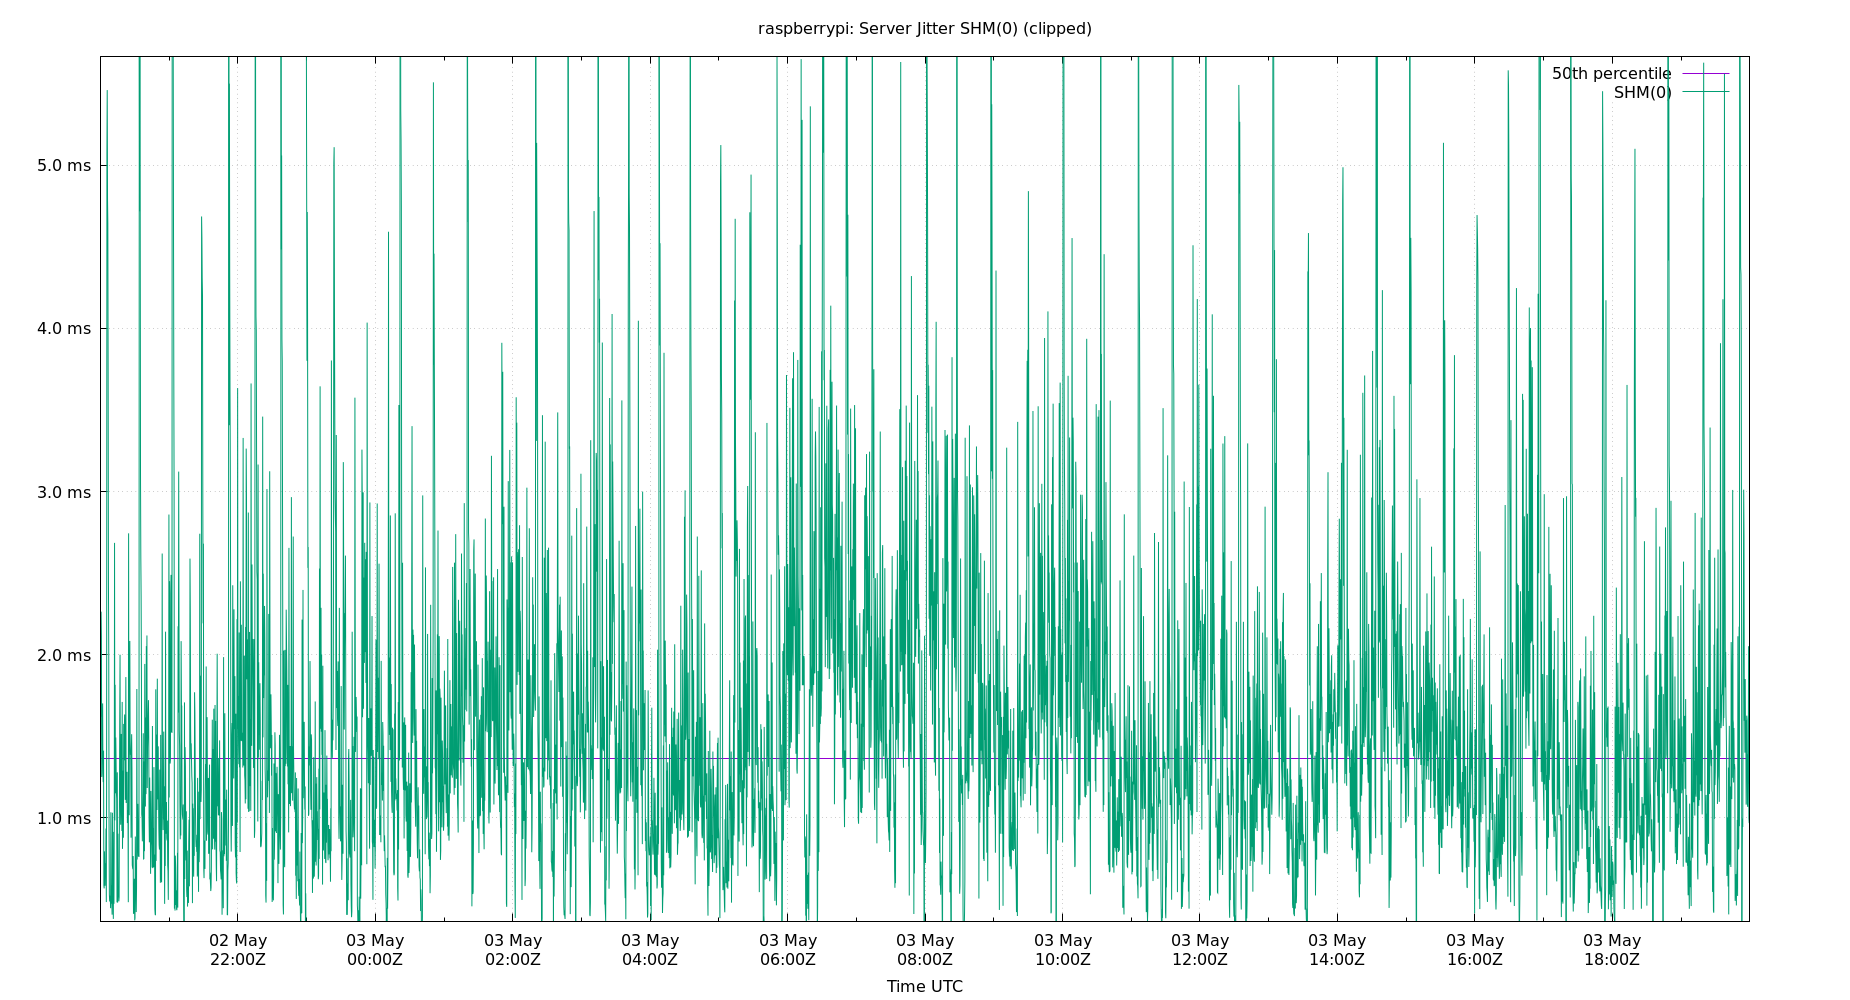 raspberrypi: Server Jitter SHM(0) (clipped)
50th percentile
SHM(0)
5.0 ms
4.0 ms
3.0 ms
2.0 ms
1.0 ms
02 May
22:00Z
03 May
00:00Z
03 May
02:00Z
03 May
04:00Z
03 May
06:00Z
03 May
08:00Z
03 May
10:00Z
03 May
12:00Z
03 May
14:00Z
03 May
16:00Z
03 May
18:00Z
Time UTC